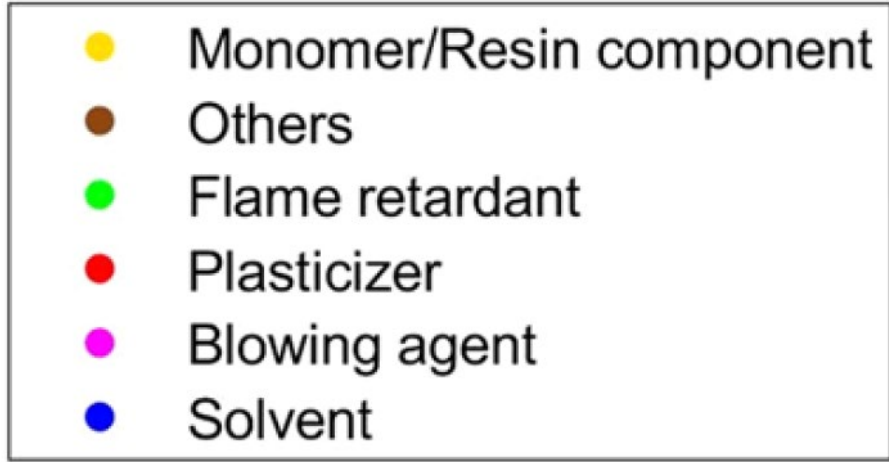 Monomer/Resin component
Others
Flame retardant
Plasticizer
Blowing agent
Solvent